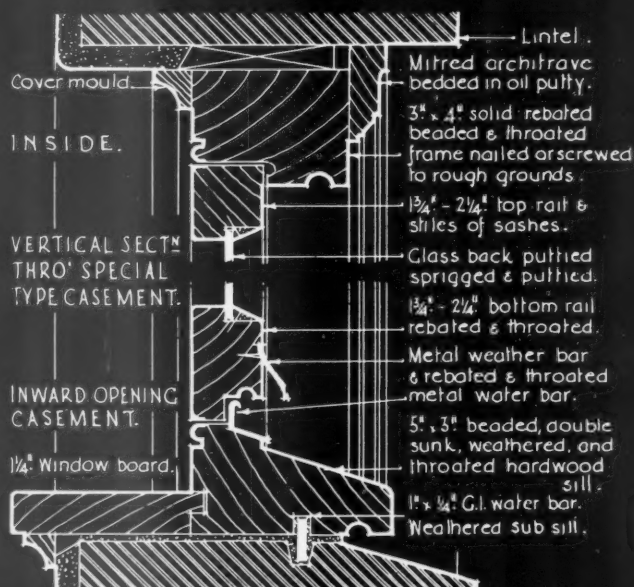 Lintel.
Cover mould.
Mitred architrave
bedded in oil putty.
INSIDE.
3" x 4" solid rebated
beaded & throated
frame nailed or screwed
to rough grounds.
1¾" - 2¼" top rail &
stiles of sashes.
VERTICAL SECTN
THRO' SPECIAL
TYPE CASEMENT.
Glass back puttied
sprigged & puttied.
1¾" - 2¼" bottom rail
rebated & throated.
Metal weather bar
& rebated & throated
metal water bar.
INWARD OPENING
CASEMENT.
5" x 3" beaded, double
sunk, weathered, and
throated hardwood
sill.
1¼" Window board.
1" x ¼" G.I. water bar.
Weathered sub sill.